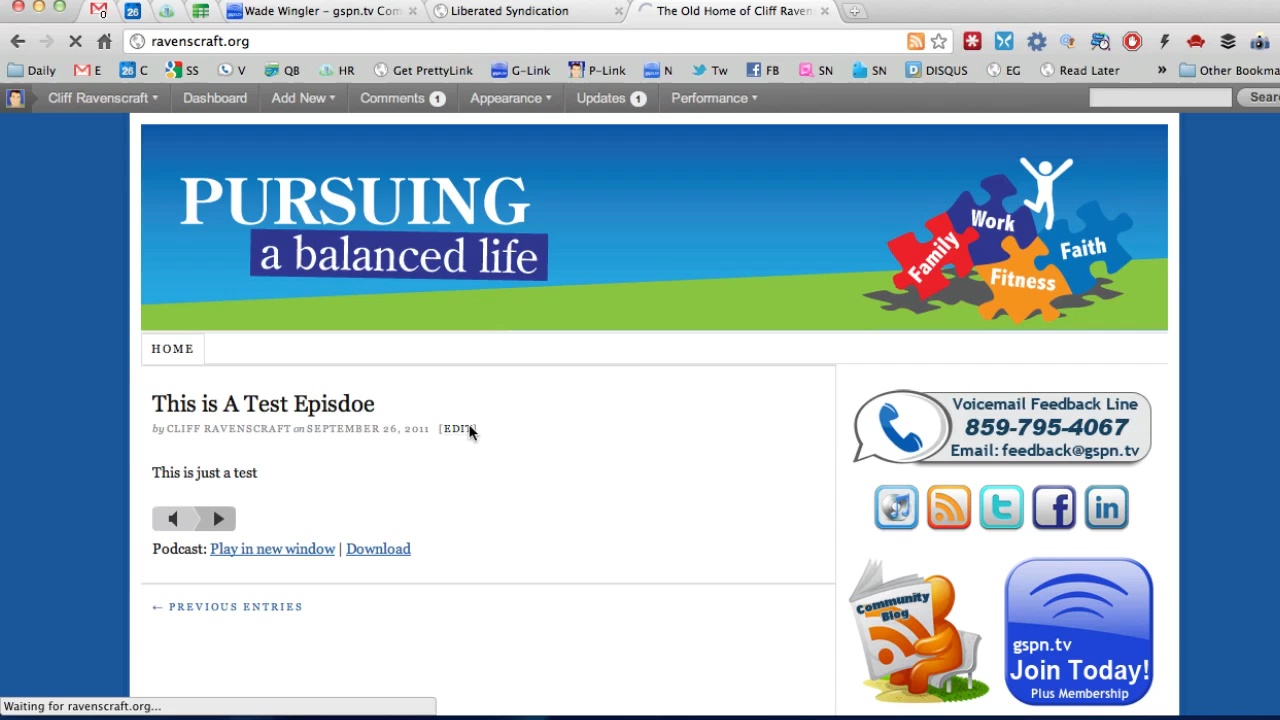 Wade Wingler – gspn.tv Com
Liberated Syndication
The Old Home of Cliff Raven
ravenscraft.org
Daily E C SS V QB HR Get PrettyLink G-Link P-Link N Tw FB SN SN DISQUS EG Read Later » Other Bookma
Cliff Ravenscraft Dashboard Add New Comments 1 Appearance Updates 1 Performance Sear
PURSUING
a balanced life
Family Work Fitness Faith
HOME
This is A Test Episdoe
by CLIFF RAVENSCRAFT on SEPTEMBER 26, 2011 [EDIT]
This is just a test
Podcast: Play in new window | Download
← PREVIOUS ENTRIES
Voicemail Feedback Line
859-795-4067
Email: feedback@gspn.tv
Community
Blog
gspn.tv
Join Today!
Plus Membership
Waiting for ravenscraft.org...